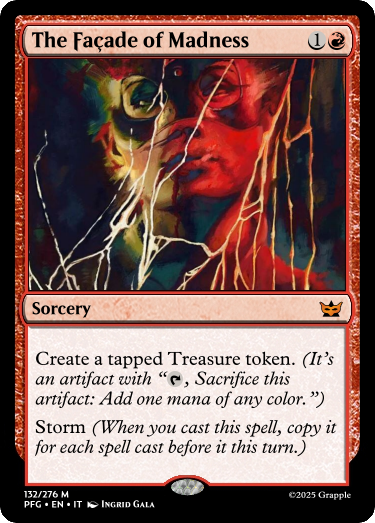 The Façade of Madness 1
Sorcery
Create a tapped Treasure token. (It's
an artifact with “, Sacrifice this
artifact: Add one mana of any color.”)
Storm (When you cast this spell, copy it
for each spell cast before it this turn.)
132/276 M
PFG • EN • IT Ingrid Gala
©2025 Grapple